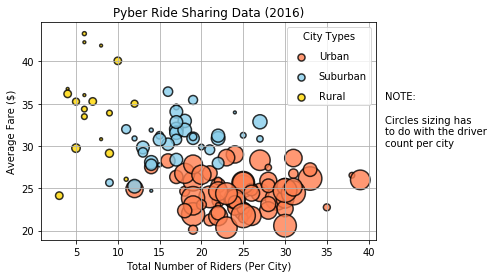 Pyber Ride Sharing Data (2016)
City Types
Urban
Suburban
Rural
Average Fare ($)
40
35
30
25
20
5
10
15
20
25
30
35
40
Total Number of Riders (Per City)
NOTE:
Circles sizing has
to do with the driver
count per city